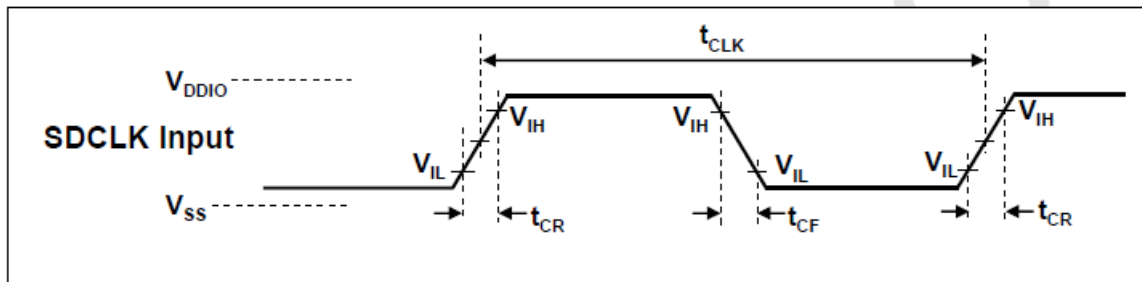 tCLK
VDDIO
SDCLK Input
VIH
VIH
VIH
VIL
VIL
VIL
VSS
tCR
tCF
tCR